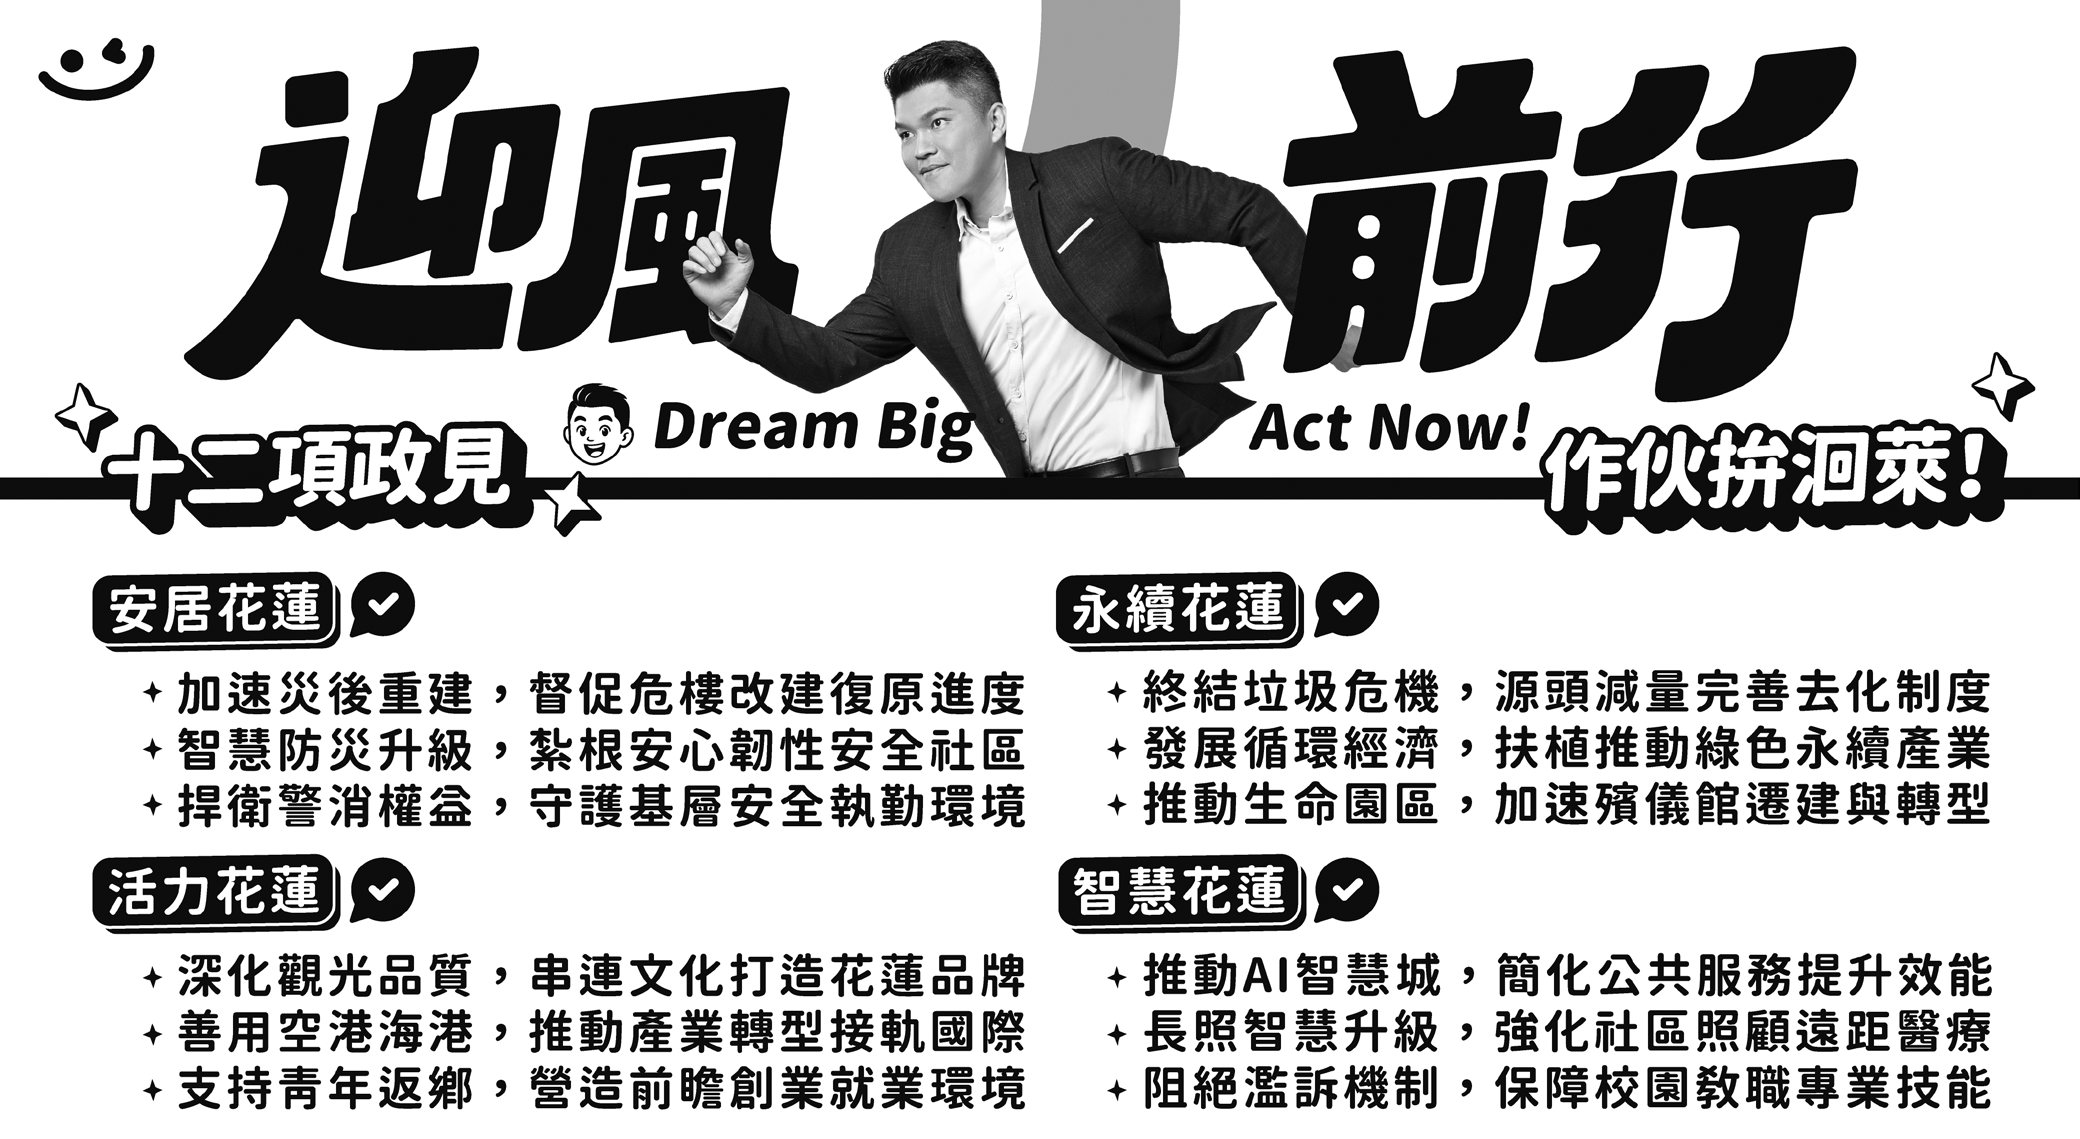 迎風前行
Dream Big Act Now!
十二項政見
作伙拚洄萊!
安居花蓮
加速災後重建，督促危樓改建復原進度
智慧防災升級，紮根安心韌性安全社區
捍衛警消權益，守護基層安全執勤環境
永續花蓮
終結垃圾危機，源頭減量完善去化制度
發展循環經濟，扶植推動綠色永續產業
推動生命園區，加速殯儀館遷建與轉型
活力花蓮
深化觀光品質，串連文化打造花蓮品牌
善用空港海港，推動產業轉型接軌國際
支持青年返鄉，營造前瞻創業就業環境
智慧花蓮
推動AI智慧城，簡化公共服務提升效能
長照智慧升級，強化社區照顧遠距醫療
阻絕濫訴機制，保障校園教職專業技能